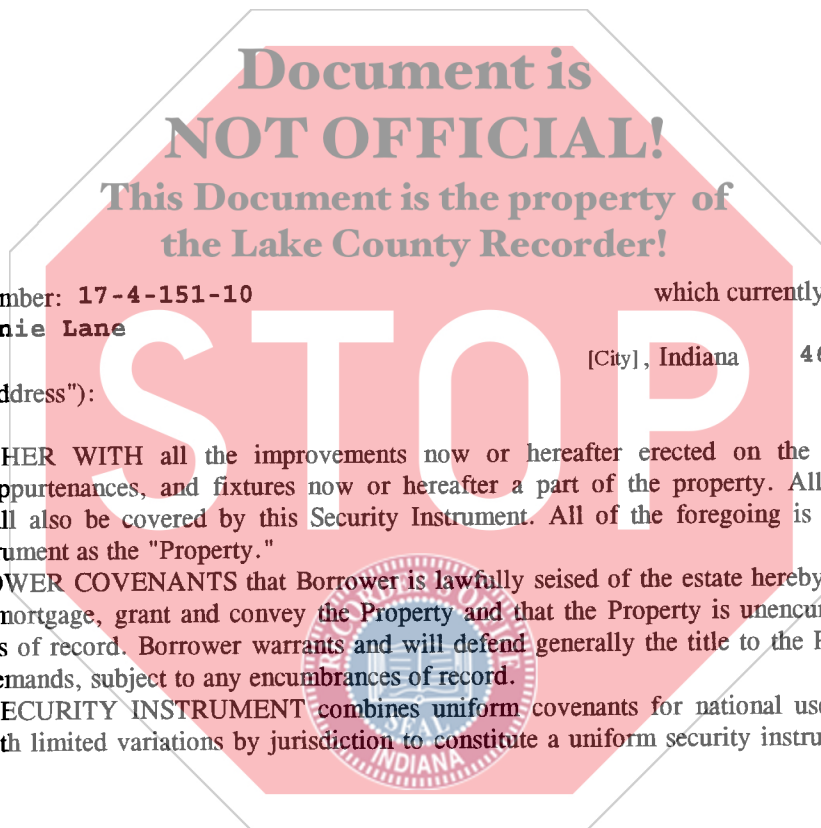 Document is
NOT OFFICIAL!
This Document is the property of
the Lake County Recorder!
mber: 17-4-151-10 which currently
nie Lane
[City], Indiana 46
ddress"):
STOP
HER WITH all the improvements now or hereafter erected on the
ppurtenances, and fixtures now or hereafter a part of the property. All
ll also be covered by this Security Instrument. All of the foregoing is
rument as the "Property."
OWER COVENANTS that Borrower is lawfully seised of the estate hereby
mortgage, grant and convey the Property and that the Property is unencu
s of record. Borrower warrants and will defend generally the title to the P
emands, subject to any encumbrances of record.
ECURITY INSTRUMENT combines uniform covenants for national use
th limited variations by jurisdiction to constitute a uniform security instru
SEAL
INDIANA